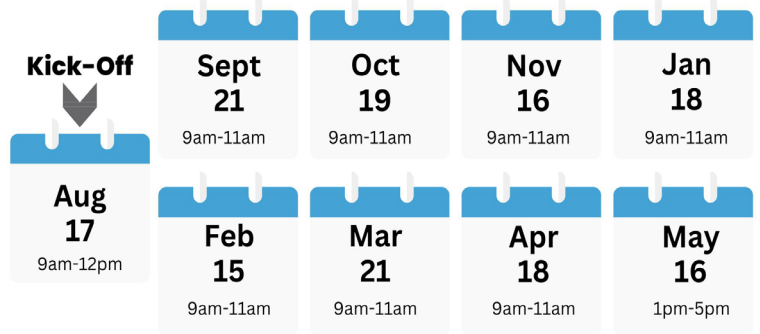 Kick-Off
Aug
17
9am-12pm
Sept
21
9am-11am
Oct
19
9am-11am
Nov
16
9am-11am
Jan
18
9am-11am
Feb
15
9am-11am
Mar
21
9am-11am
Apr
18
9am-11am
May
16
1pm-5pm